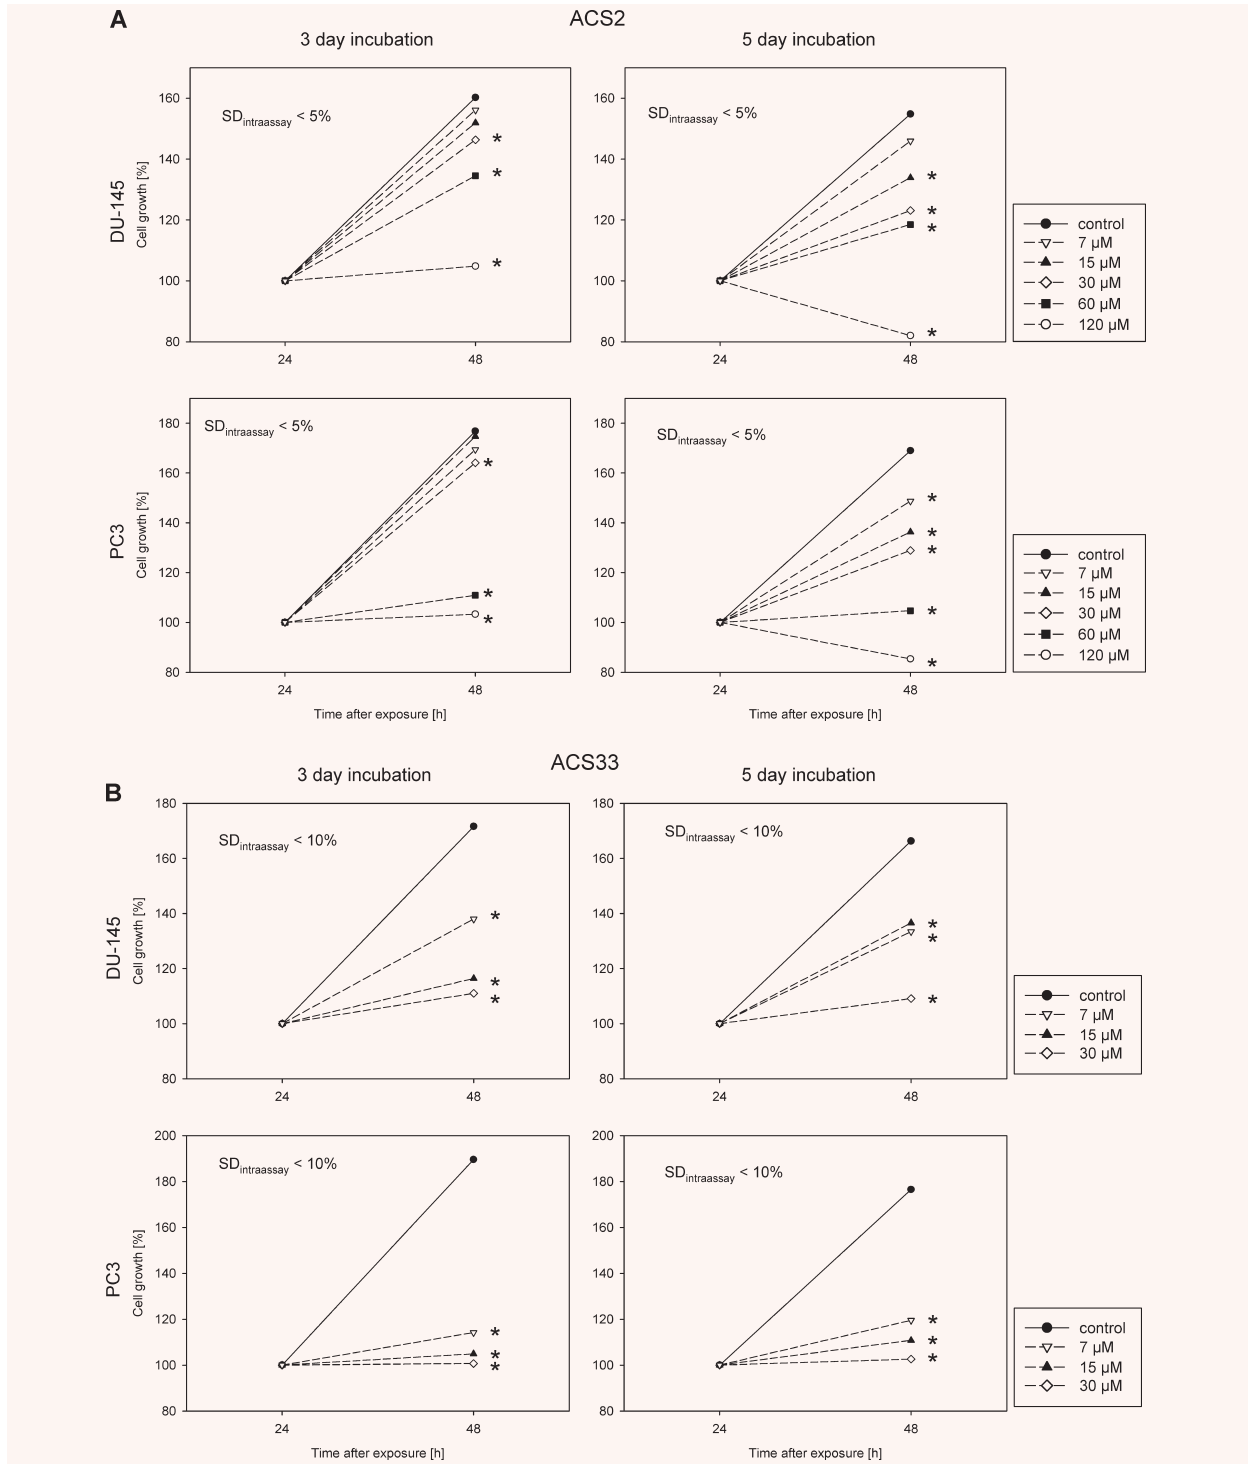 A
ACS2
3 day incubation
5 day incubation
DU-145
Cell growth [%]
160
140
120
100
80
SDintraassay < 5%
*
*
*
24
48
160
140
120
100
80
SDintraassay < 5%
*
*
*
*
24
48
control
7 µM
15 µM
30 µM
60 µM
120 µM
PC3
Cell growth [%]
180
160
140
120
100
80
SDintraassay < 5%
*
*
*
24
48
Time after exposure [h]
180
160
140
120
100
80
SDintraassay < 5%
*
*
*
*
*
24
48
Time after exposure [h]
control
7 µM
15 µM
30 µM
60 µM
120 µM
ACS33
B
3 day incubation
5 day incubation
DU-145
Cell growth [%]
180
160
140
120
100
80
SDintraassay < 10%
*
*
*
24
48
180
160
140
120
100
80
SDintraassay < 10%
*
*
*
24
48
control
7 µM
15 µM
30 µM
PC3
Cell growth [%]
200
180
160
140
120
100
80
SDintraassay < 10%
*
*
*
24
48
Time after exposure [h]
200
180
160
140
120
100
80
SDintraassay < 10%
*
*
*
24
48
Time after exposure [h]
control
7 µM
15 µM
30 µM